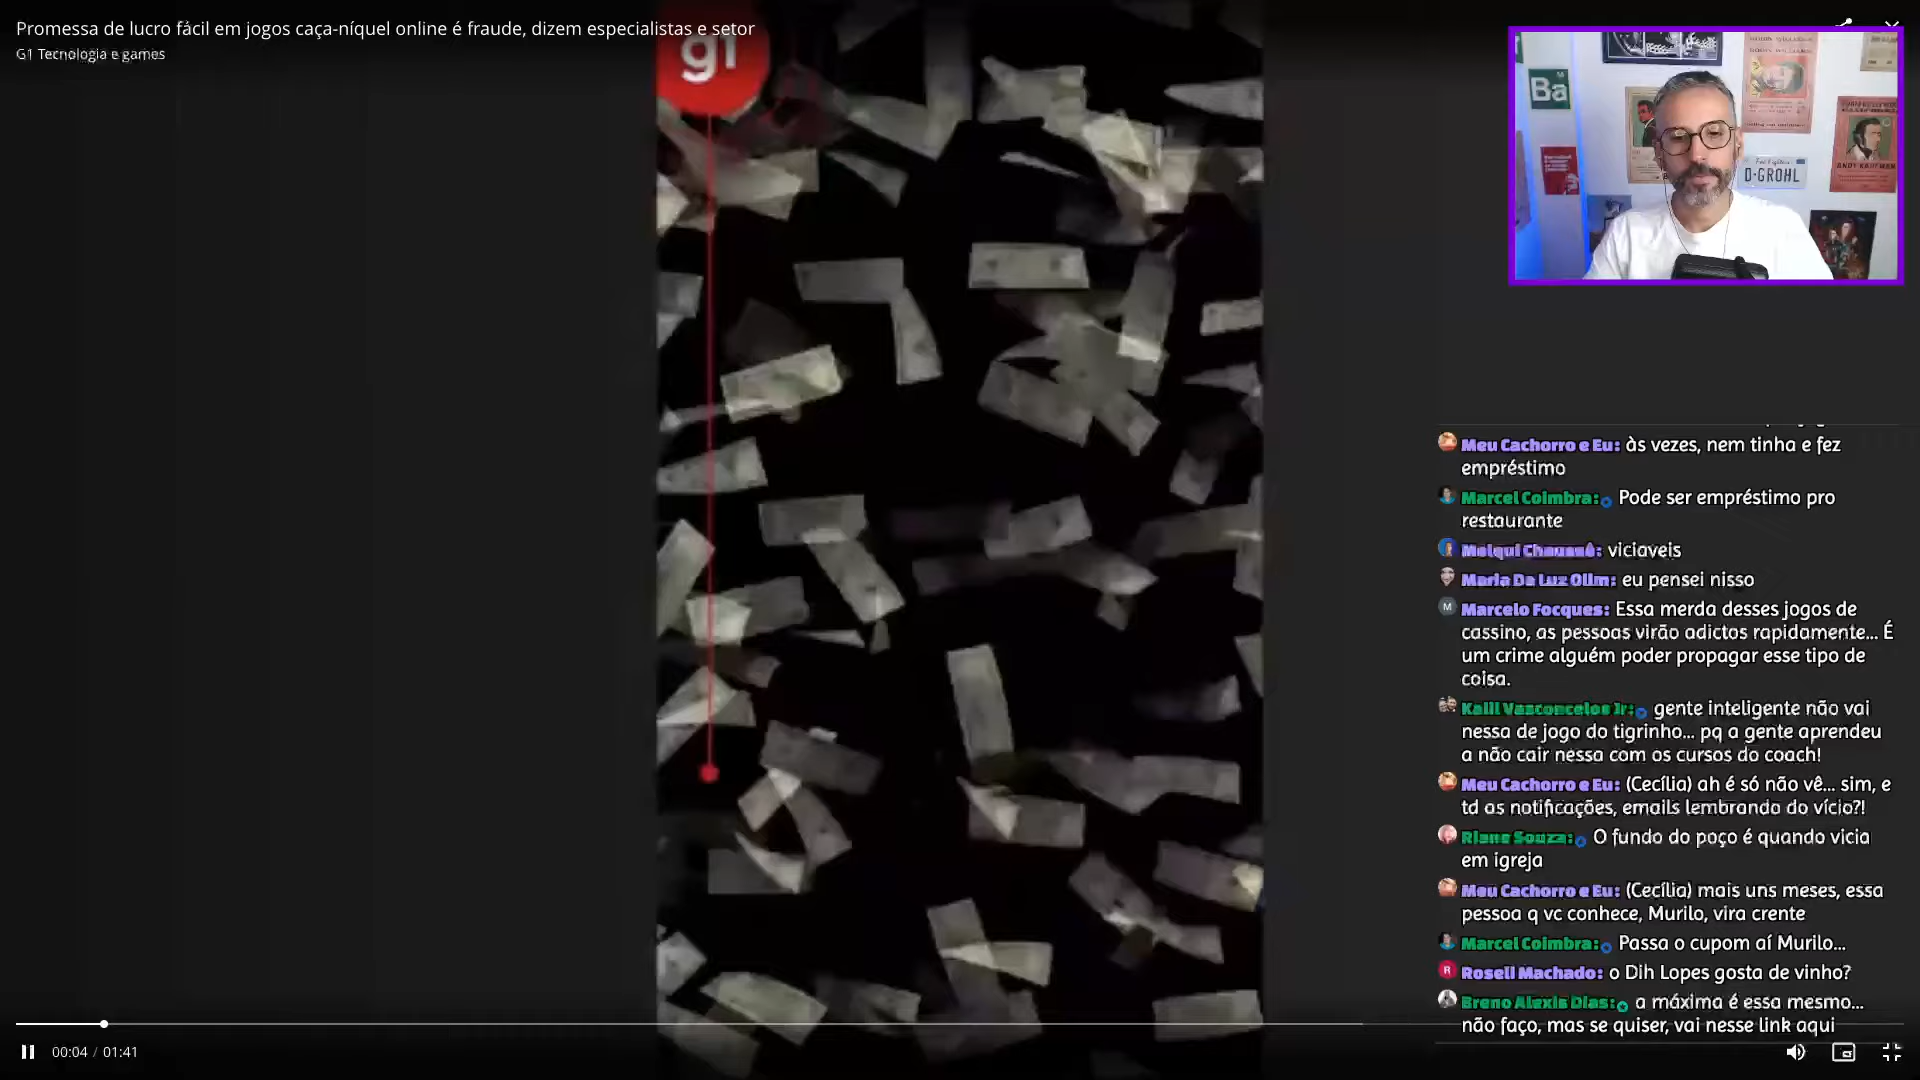 Promessa de lucro fácil em jogos caça-níquel online é fraude, dizem especialistas e setor
G1 Tecnologia e games
g1
Ba
D-GROHL
ANDY KAUFMAN
Meu Cachorro e Eu: às vezes, nem tinha e fez
empréstimo
Marcel Coimbra: Pode ser empréstimo pro
restaurante
viciaveis
Maria Da Luz Olim: eu pensei nisso
M
Marcelo Focques: Essa merda desses jogos de
cassino, as pessoas virão adictos rapidamente... É
um crime alguém poder propagar esse tipo de
coisa.
Kalil Vasconcelos Jr: gente inteligente não vai
nessa de jogo do tigrinho... pq a gente aprendeu
a não cair nessa com os cursos do coach!
Meu Cachorro e Eu: (Cecília) ah é só não vê... sim, e
td as notificações, emails lembrando do vício?!
Riane Souza: O fundo do poço é quando vicia
em igreja
Meu Cachorro e Eu: (Cecília) mais uns meses, essa
pessoa q vc conhece, Murilo, vira crente
Marcel Coimbra: Passa o cupom aí Murilo...
R
Roseli Machado: o Dih Lopes gosta de vinho?
Breno Alexis Dias: a máxima é essa mesmo...
não faço, mas se quiser, vai nesse link aqui
00:04 / 01:41